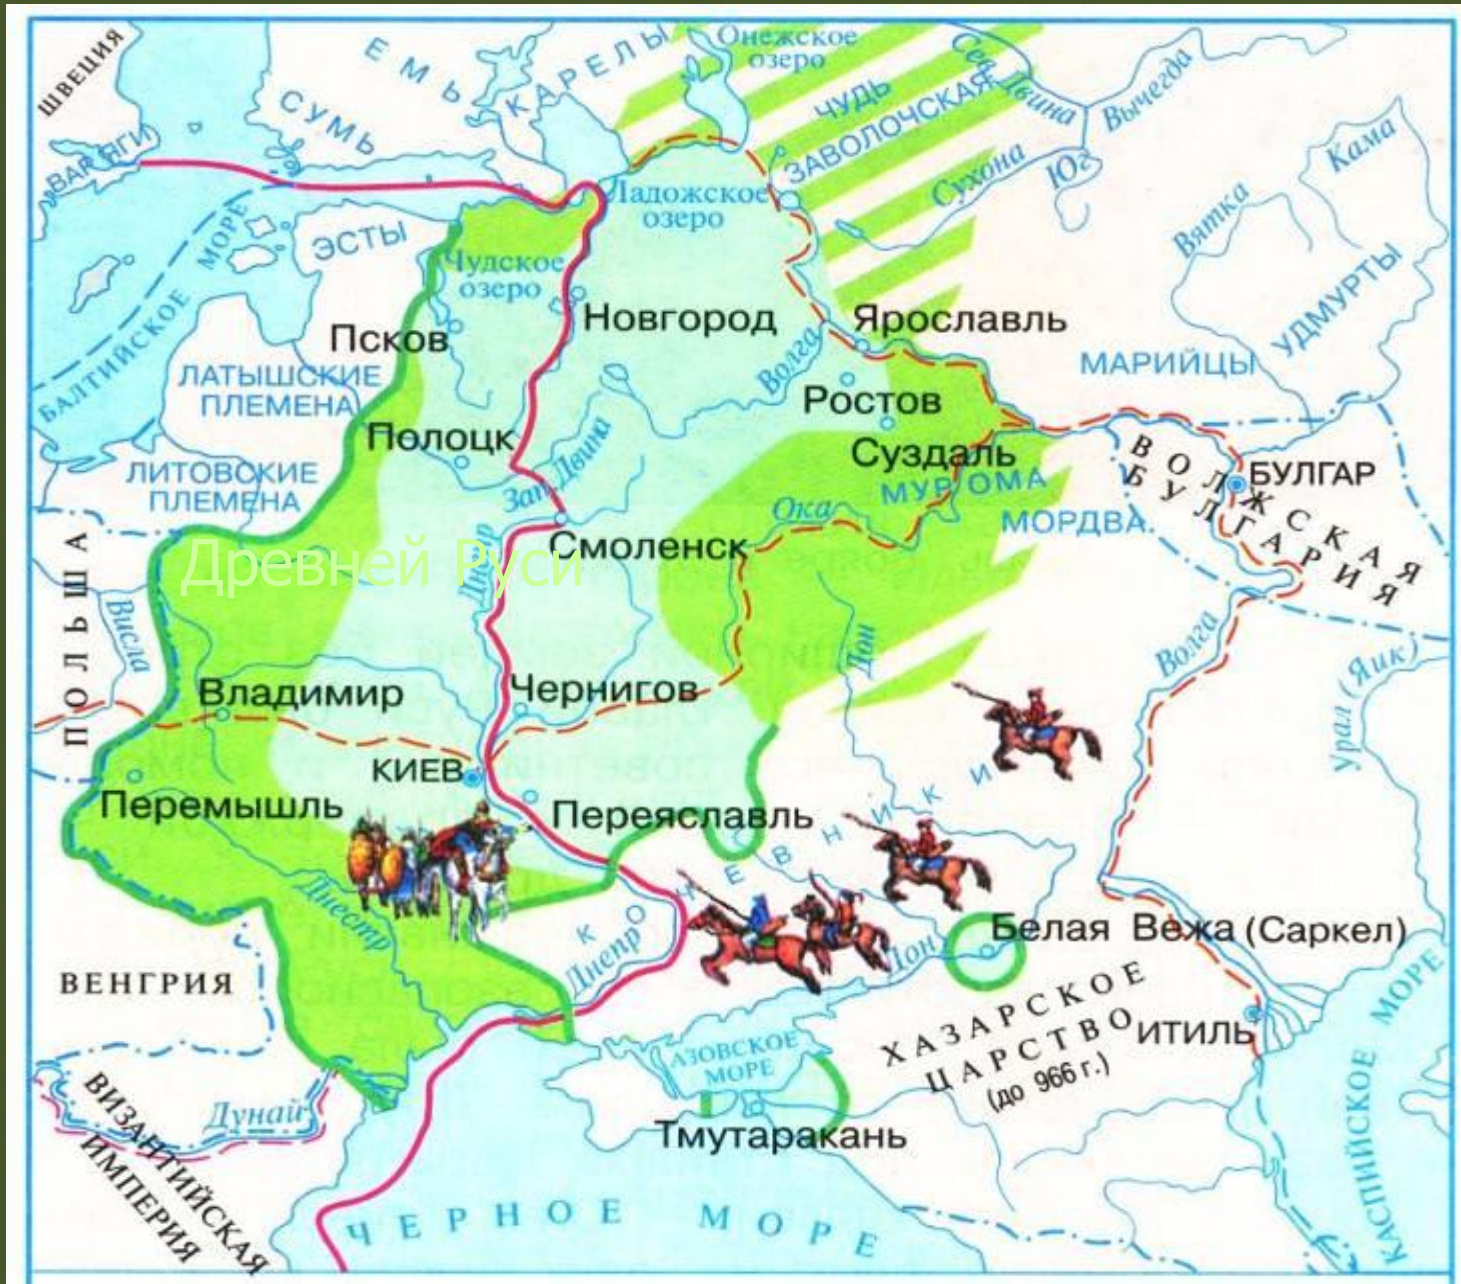 ШВЕЦИЯ
ВАРЯГИ
ЕМЬ
СУМЬ
КАРЕЛЫ
Онежское
озеро
ЧУДЬ
ЗАВОЛОЧСКАЯ
Сев. Двина
Вычегда
Сухона
Юг
Кама
Вятка
УДМУРТЫ
Ладожское
озеро
ЭСТЫ
Чудское
озеро
БАЛТИЙСКОЕ МОРЕ
Псков
Новгород
Волга
Ярославль
МАРИЙЦЫ
ЛАТЫШСКИЕ
ПЛЕМЕНА
Ростов
Полоцк
Зап. Двина
Суздаль
МУРОМА
МОРДВА
БУЛГАР
ВОЛЖСКАЯ
БУЛГАРИЯ
ЛИТОВСКИЕ
ПЛЕМЕНА
Ока
Смоленск
Днепр
Древней Руси
ПОЛЬША
Висла
Дон
Волга
Урал (Яик)
Владимир
Чернигов
КИЕВ
Перемышль
Переяславль
КОЧЕВНИКИ
Днестр
Днепр
Дон
Белая Вежа (Саркел)
ВЕНГРИЯ
ХАЗАРСКОЕ
ЦАРСТВО
(до 966 г.)
ИТИЛЬ
АЗОВСКОЕ
МОРЕ
Тмутаракань
Дунай
ВИЗАНТИЙСКАЯ
ИМПЕРИЯ
ЧЕРНОЕ МОРЕ
КАСПИЙСКОЕ МОРЕ